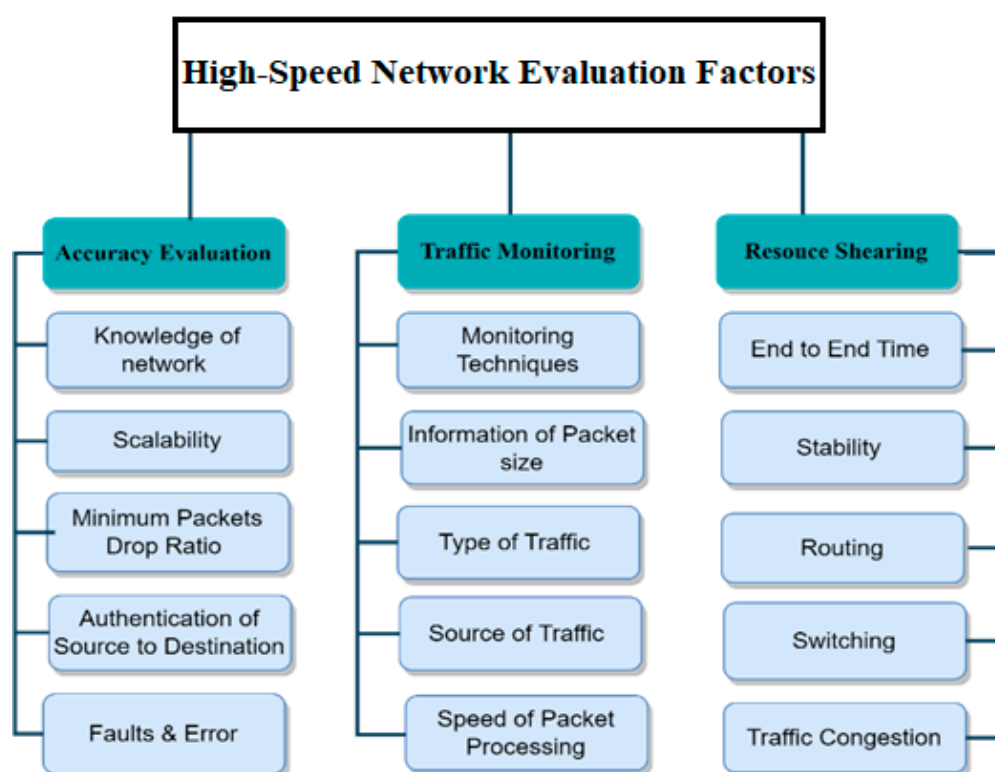 High-Speed Network Evaluation Factors
Accuracy Evaluation
Knowledge of
network
Scalability
Minimum Packets
Drop Ratio
Authentication of
Source to Destination
Faults & Error
Traffic Monitoring
Monitoring
Techniques
Information of Packet
size
Type of Traffic
Source of Traffic
Speed of Packet
Processing
Resouce Shearing
End to End Time
Stability
Routing
Switching
Traffic Congestion